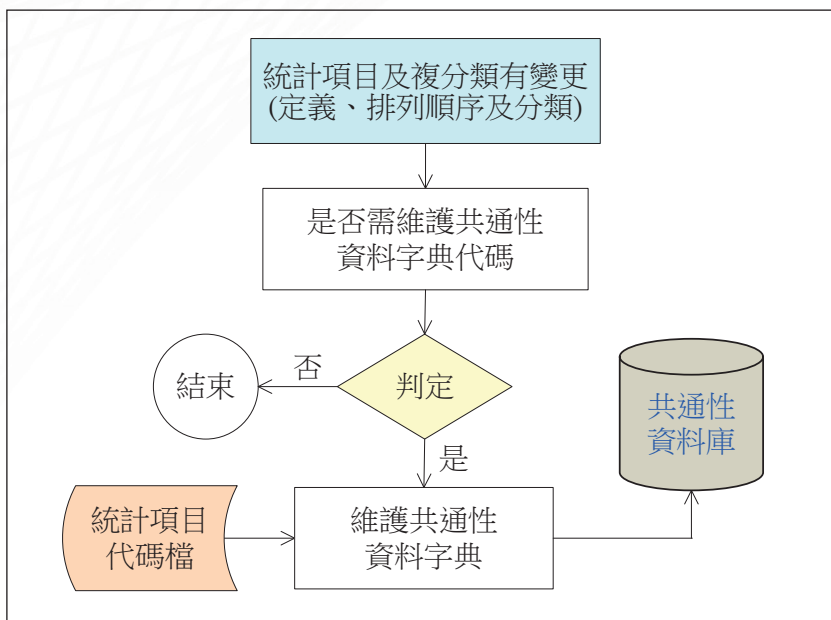 統計項目及複分類有變更
(定義、排列順序及分類)
是否需維護共通性
資料字典代碼
判定
否
結束
是
共通性
資料庫
統計項目
代碼檔
維護共通性
資料字典